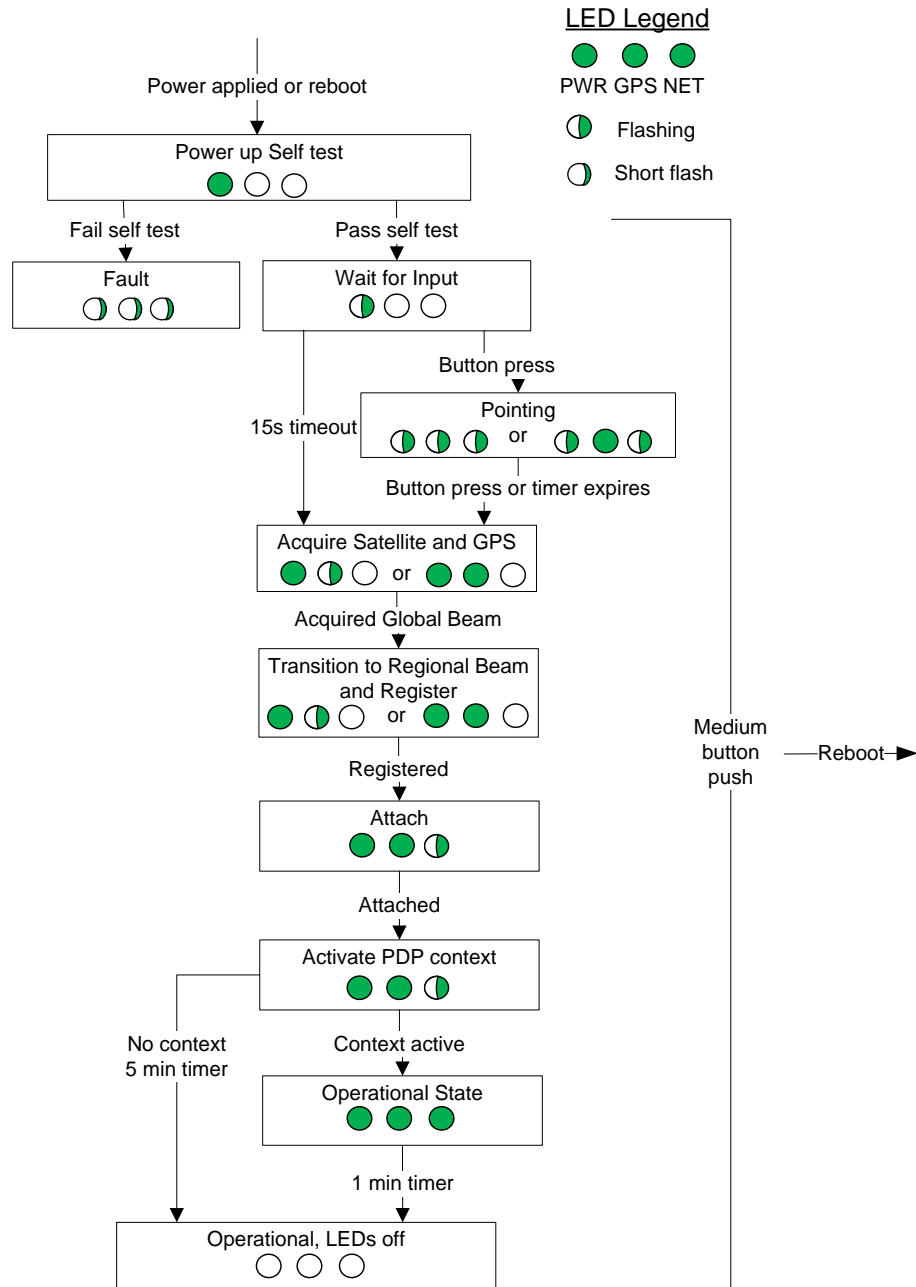 LED Legend
PWR GPS NET
Flashing
Short flash
Power applied or reboot
Power up Self test
Fail self test
Pass self test
Fault
Wait for Input
Button press
15s timeout
Pointing
or
Button press or timer expires
Acquire Satellite and GPS
or
Acquired Global Beam
Transition to Regional Beam
and Register
or
Registered
Attach
Attached
Activate PDP context
No context
5 min timer
Context active
Operational State
1 min timer
Operational, LEDs off
Medium
button
push
Reboot